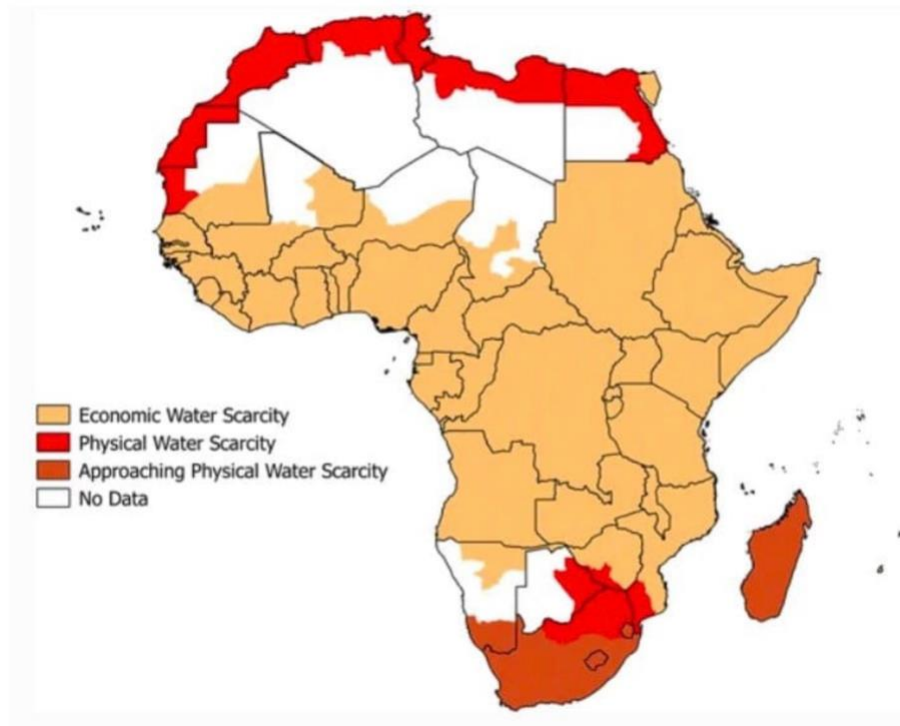 Economic Water Scarcity
Physical Water Scarcity
Approaching Physical Water Scarcity
No Data